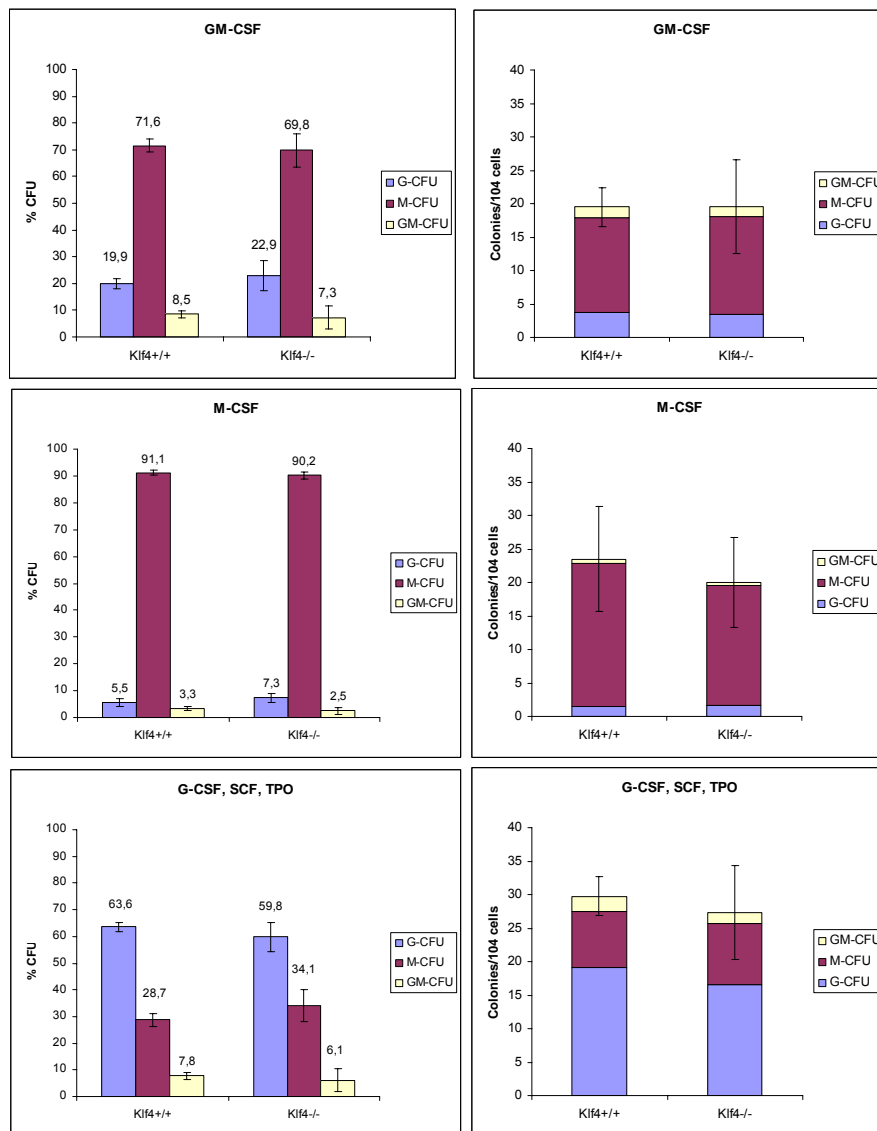 GM-CSF
100
90
80
70
60
50
40
30
20
10
0
% CFU
19,9
71,6
8,5
22,9
69,8
7,3
Klf4+/+
Klf4-/-
G-CFU
M-CFU
GM-CFU
GM-CSF
40
35
30
25
20
15
10
5
0
Colonies/104 cells
Klf4+/+
Klf4-/-
GM-CFU
M-CFU
G-CFU
M-CSF
100
90
80
70
60
50
40
30
20
10
0
% CFU
5,5
91,1
3,3
7,3
90,2
2,5
Klf4+/+
Klf4-/-
G-CFU
M-CFU
GM-CFU
M-CSF
40
35
30
25
20
15
10
5
0
Colonies/104 cells
Klf4+/+
Klf4-/-
GM-CFU
M-CFU
G-CFU
G-CSF, SCF, TPO
100
90
80
70
60
50
40
30
20
10
0
% CFU
63,6
28,7
7,8
59,8
34,1
6,1
Klf4+/+
Klf4-/-
G-CFU
M-CFU
GM-CFU
G-CSF, SCF, TPO
40
35
30
25
20
15
10
5
0
Colonies/104 cells
Klf4+/+
Klf4-/-
GM-CFU
M-CFU
G-CFU